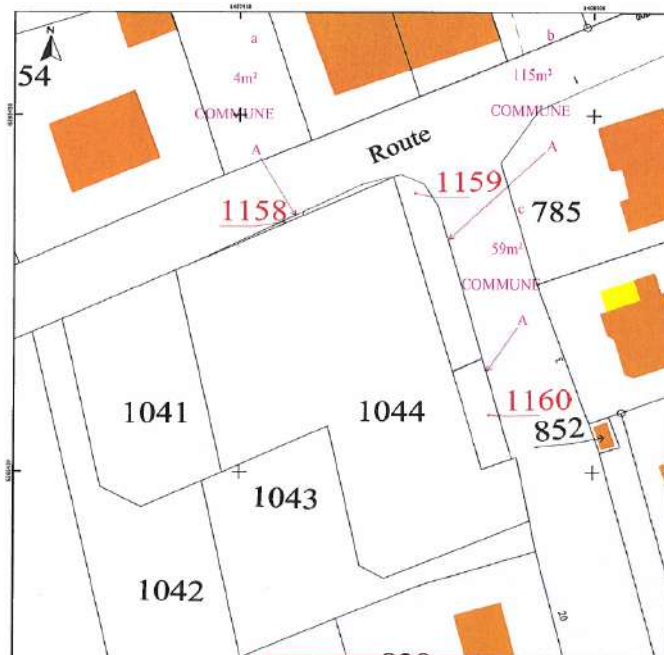 N
54
a
4m²
COMMUNE
A
b
115m²
COMMUNE
A
Route
1158
1159
c
785
59m²
COMMUNE
A
1041
1044
1160
852
1043
1042
20